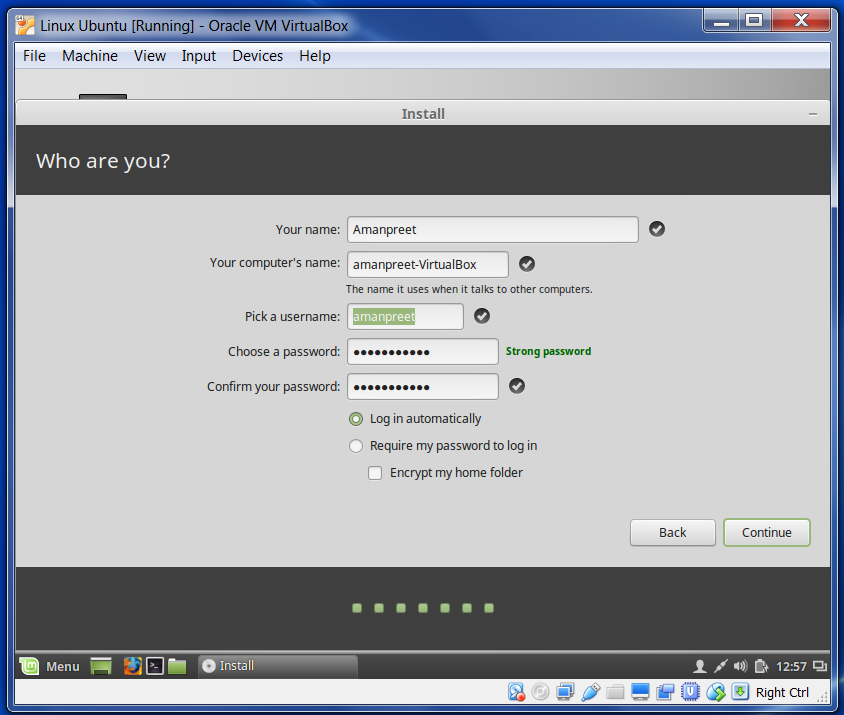 Linux Ubuntu [Running] - Oracle VM VirtualBox
File Machine View Input Devices Help
Install
Who are you?
Your name: Amanpreet
Your computer's name: amanpreet-VirtualBox
The name it uses when it talks to other computers.
Pick a username: amanpreet
Choose a password: ●●●●●●●●●●● Strong password
Confirm your password: ●●●●●●●●●●●
Log in automatically
Require my password to log in
Encrypt my home folder
Back Continue
Menu Install 12:57
Right Ctrl